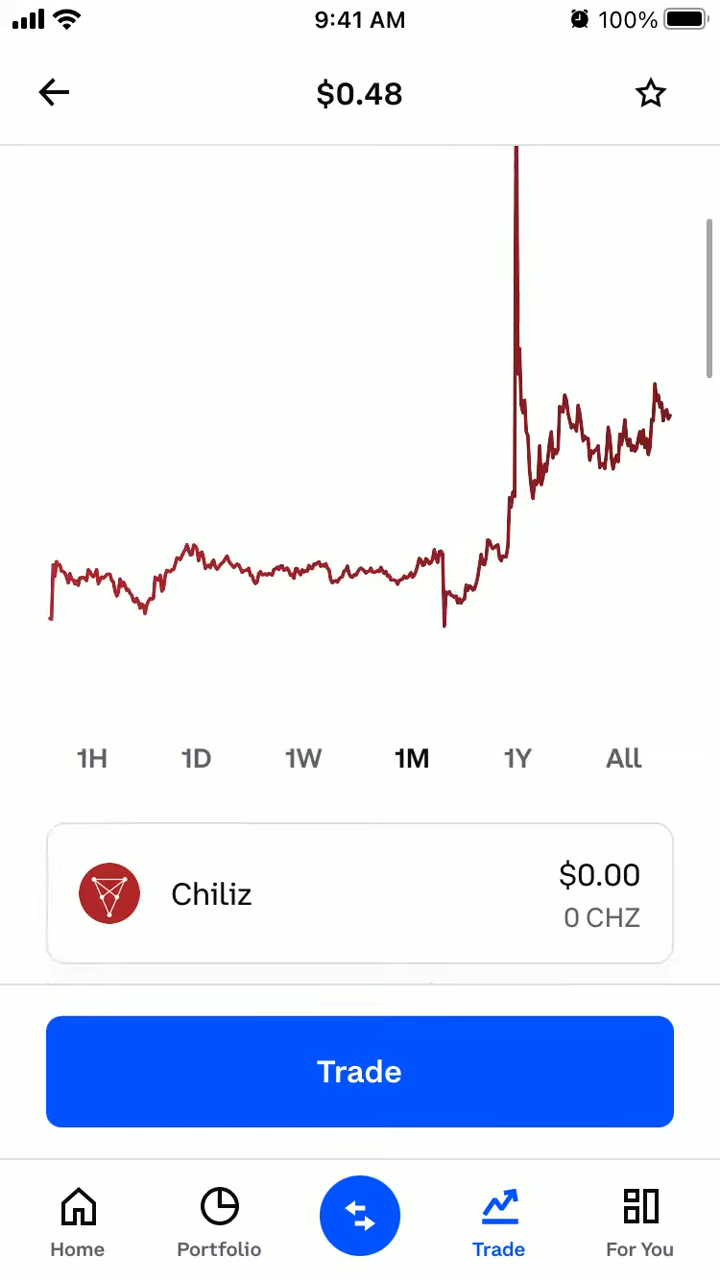 9:41 AM
100%
$0.48
1H 1D 1W 1M 1Y All
Chiliz
$0.00
0 CHZ
Trade
Home Portfolio Trade For You